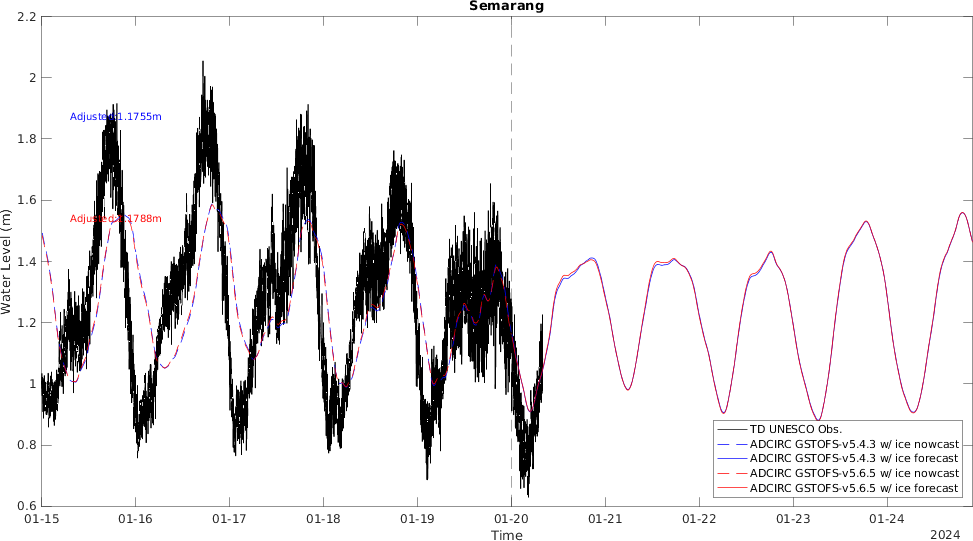 Semarang
2.2
2
1.8
1.6
1.4
1.2
1
0.8
0.6
Water Level (m)
Adjusted:1.1755m
Adjusted:1.1788m
TD UNESCO Obs.
ADCIRC GSTOFS-v5.4.3 w/ ice nowcast
ADCIRC GSTOFS-v5.4.3 w/ ice forecast
ADCIRC GSTOFS-v5.6.5 w/ ice nowcast
ADCIRC GSTOFS-v5.6.5 w/ ice forecast
01-15 01-16 01-17 01-18 01-19 01-20 01-21 01-22 01-23 01-24
Time
2024